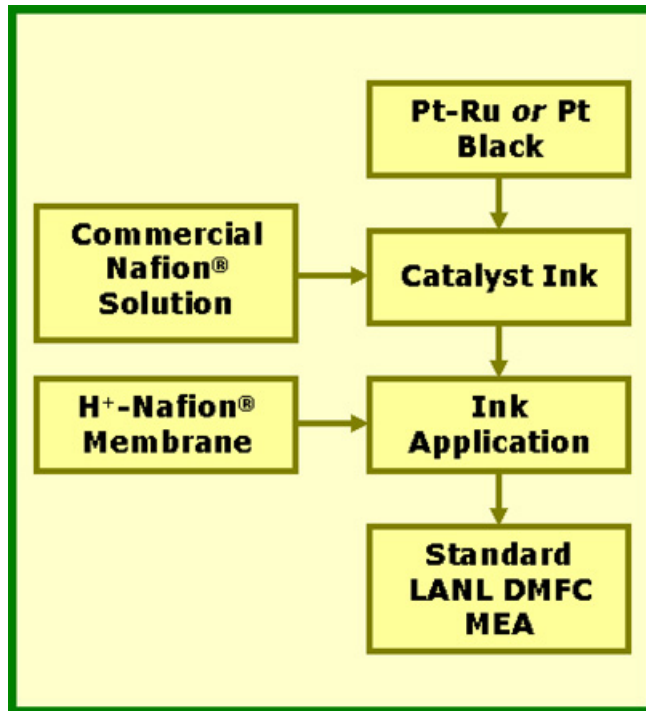 Pt-Ru or Pt
Black
Commercial
Nafion®
Solution
Catalyst Ink
H⁺-Nafion®
Membrane
Ink
Application
Standard
LANL DMFC
MEA